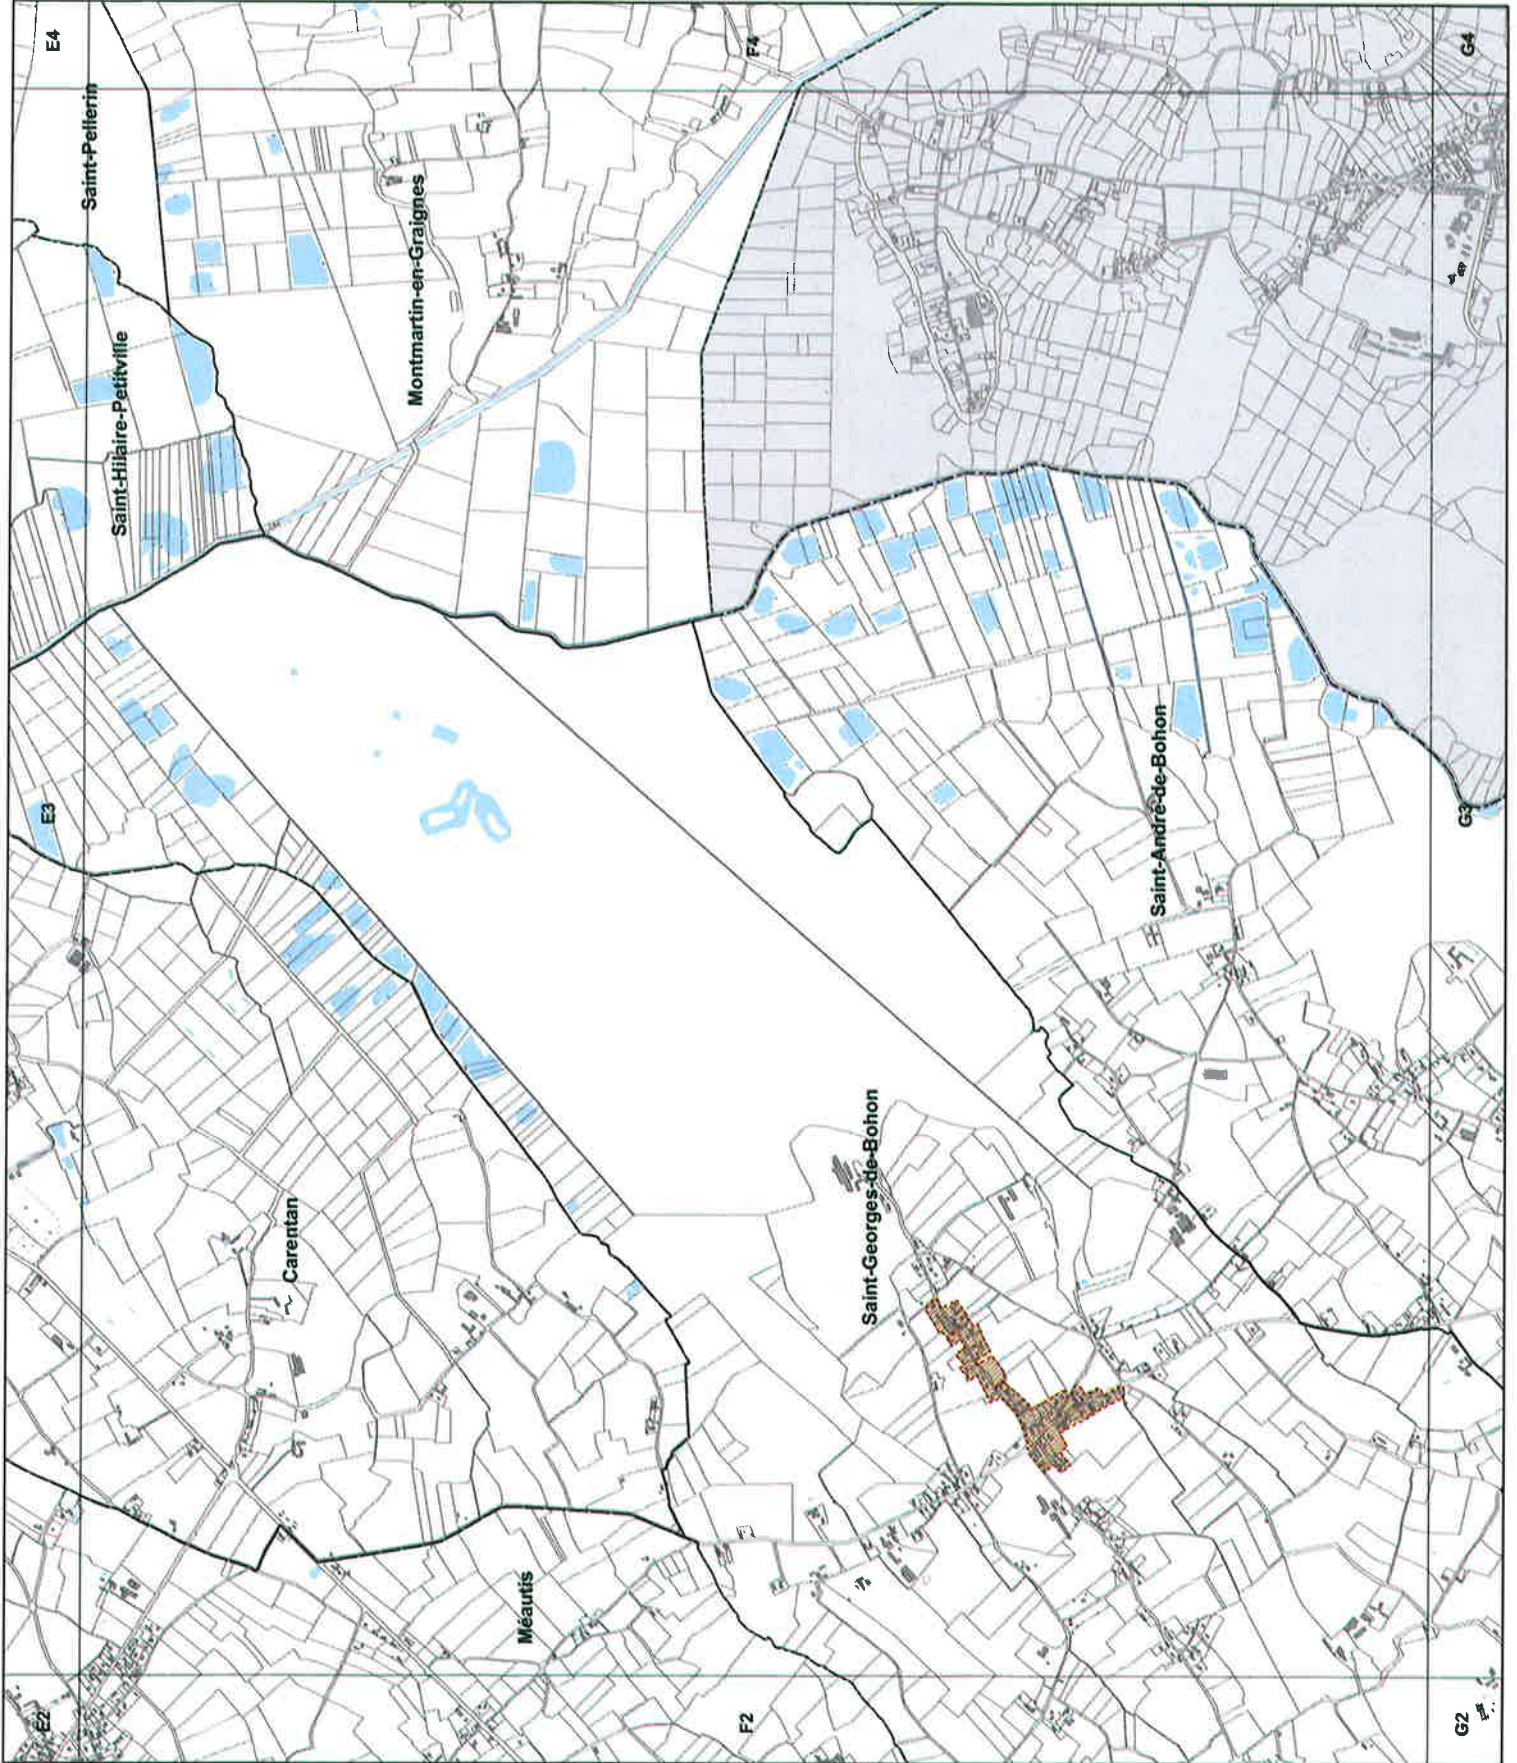 E2
E3
E4
Saint-Pellerin
Saint-Hilaire-Petitville
Carentan
Montmartin-en-Graignes
Méautis
F2
F4
Saint-Georges-de-Bohon
Saint-André-de-Bohon
G2
G3
G4